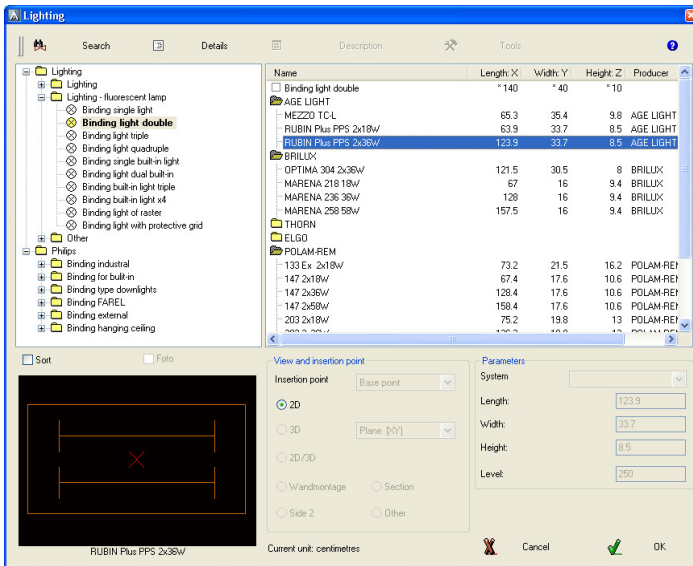 Lighting
Search Details Description Tools
Lighting
Lighting
Lighting - fluorescent lamp
Binding single light
Binding light double
Binding light triple
Binding light quadruple
Binding single built-in light
Binding light dual built-in
Binding built-in light triple
Binding built-in light x4
Binding light of raster
Binding light with protective grid
Other
Philips
Binding industral
Binding for bulit-in
Binding type downlights
Binding FAREL
Binding external
Binding hanging ceiling
Name Length: X Width: Y Height: Z Producer
Binding light double *140 *40 *10
AGE LIGHT
MEZZO TC-L 65.3 35.4 9.8 AGE LIGHT
RUBIN Plus PPS 2x18W 63.9 33.7 8.5 AGE LIGHT
RUBIN Plus PPS 2x36W 123.9 33.7 8.5 AGE LIGHT
BRILUX
OPTIMA 304 2x36W 121.5 30.5 8 BRILUX
MARENA 218 18W 67 16 9.4 BRILUX
MARENA 236 36W 128 16 9.4 BRILUX
MARENA 258 58W 157.5 16 9.4 BRILUX
THORN
ELGO
POLAM-REM
133 Ex 2x18W 73.2 21.5 16.2 POLAM-REM
147 2x18W 67.4 17.6 10.6 POLAM-REM
147 2x36W 128.4 17.6 10.6 POLAM-REM
147 2x58W 158.4 17.6 10.6 POLAM-REM
203 2x18W 75.2 19.8 13 POLAM-REM
Sort Foto
RUBIN Plus PPS 2x36W
View and insertion point
Insertion point Base point
2D
3D Plane [XY]
2D/3D
Wandmontage Section
Side 2 Other
Parameters
System
Length: 123.9
Width: 33.7
Height: 8.5
Level: 250
Current unit: centimetres
Cancel OK